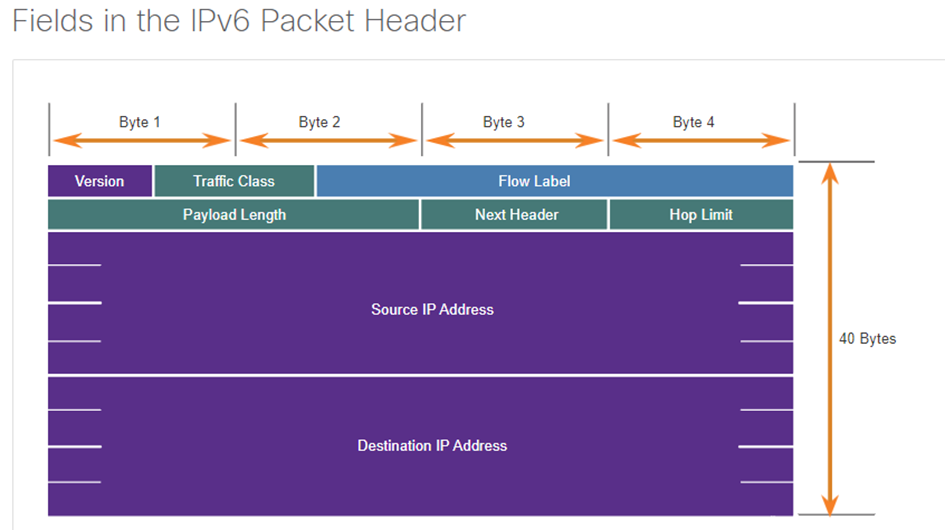 Fields in the IPv6 Packet Header
Byte 1 Byte 2 Byte 3 Byte 4
Version Traffic Class Flow Label
Payload Length Next Header Hop Limit
Source IP Address
40 Bytes
Destination IP Address